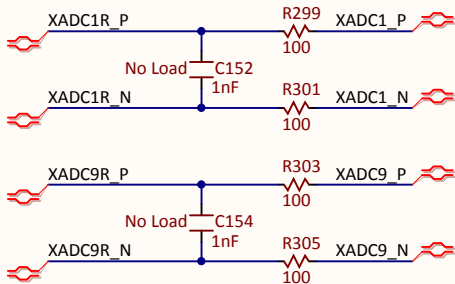 XADC1R_P
R299
XADC1_P
100
No Load
C152
1nF
XADC1R_N
R301
XADC1_N
100
XADC9R_P
R303
XADC9_P
100
No Load
C154
1nF
XADC9R_N
R305
XADC9_N
100